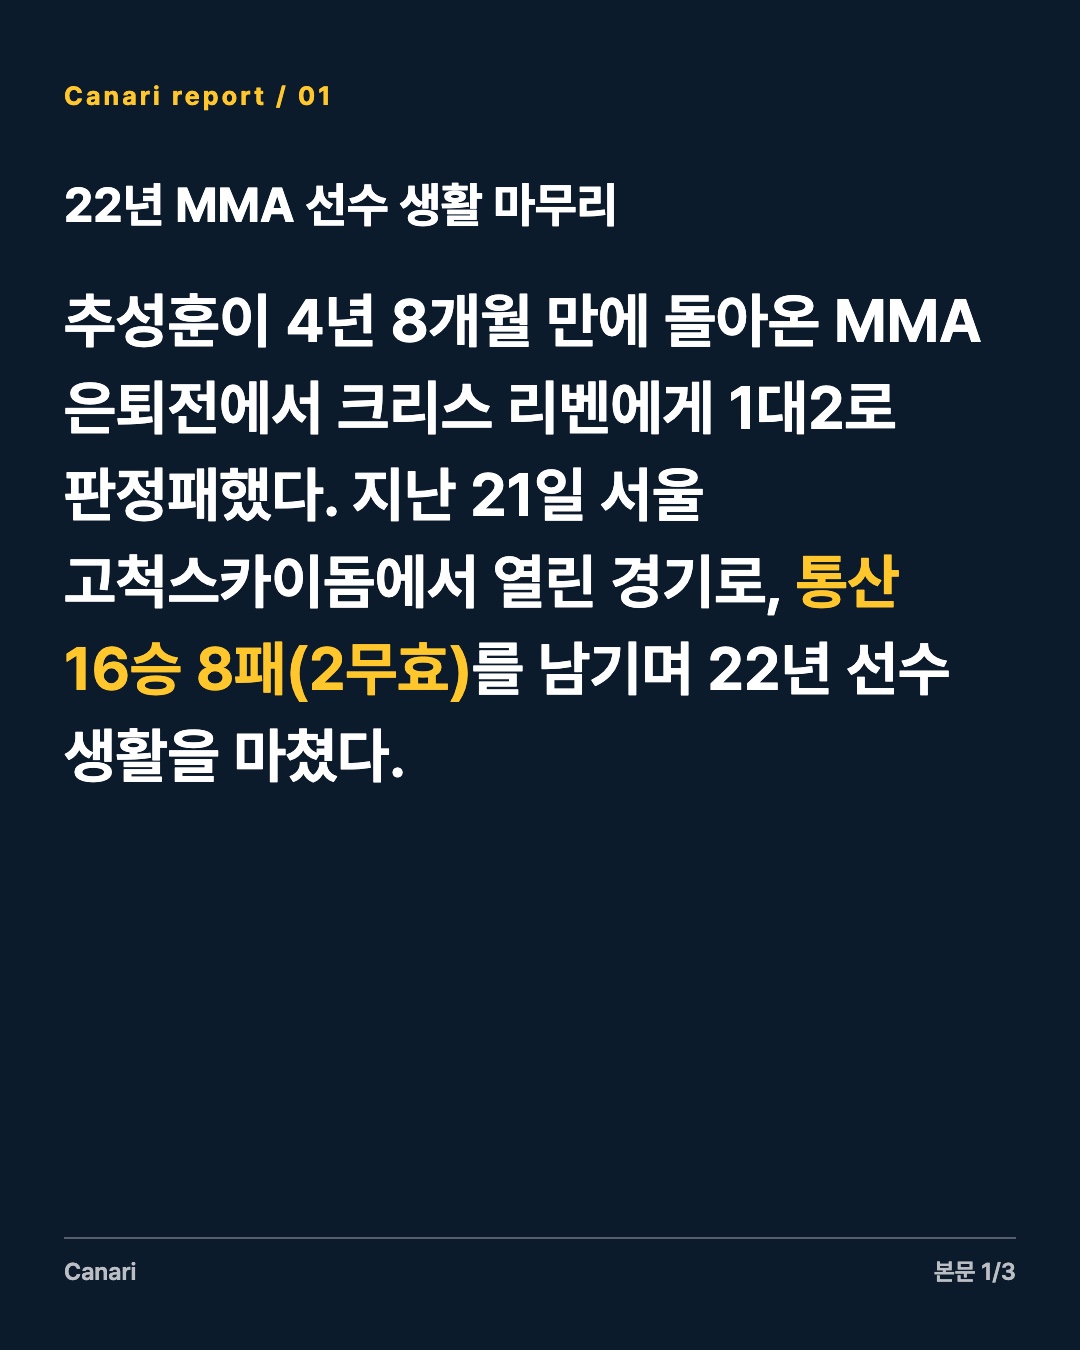 Canari report / 01
22년 MMA 선수 생활 마무리
추성훈이 4년 8개월 만에 돌아온 MMA
은퇴전에서 크리스 리벤에게 1대2로
판정패했다. 지난 21일 서울
고척스카이돔에서 열린 경기로, 통산
16승 8패(2무효)를 남기며 22년 선수
생활을 마쳤다.
Canari
본문 1/3